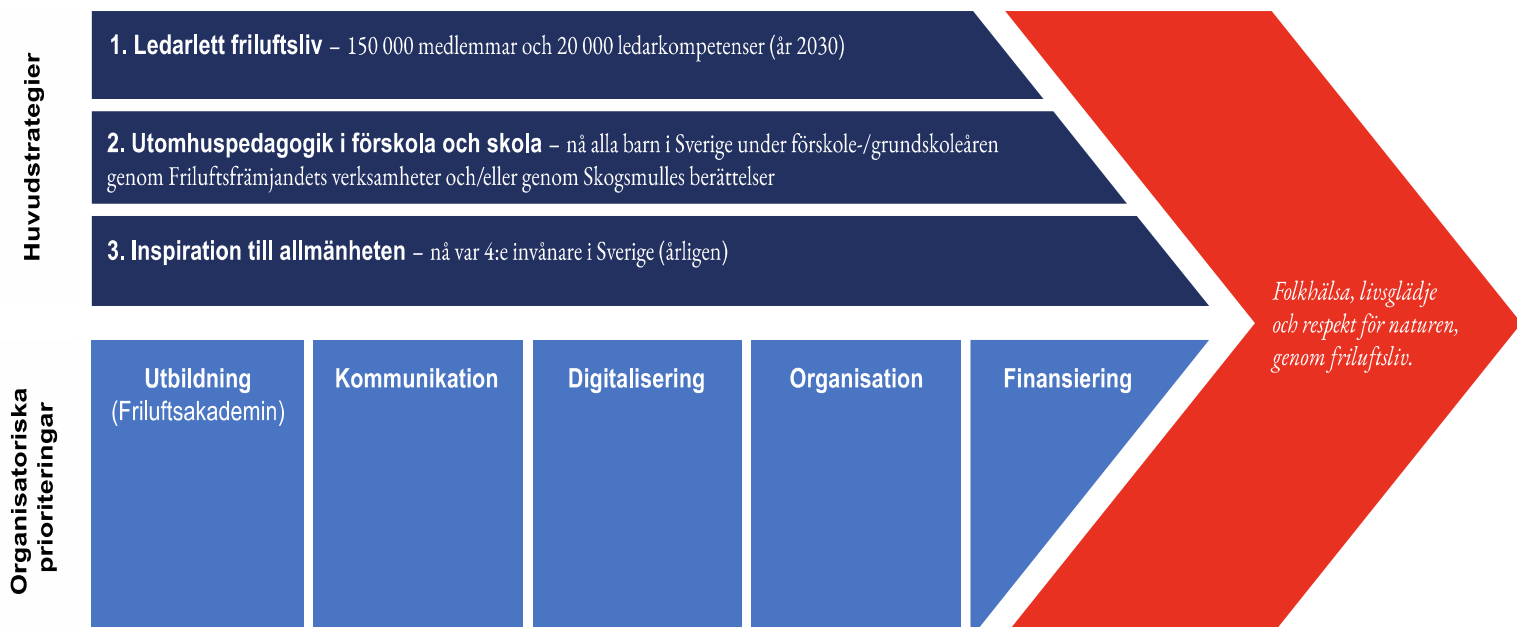 Huvudstrategier
1. Ledarlett friluftsliv – 150 000 medlemmar och 20 000 ledarkompetenser (år 2030)
2. Utomhuspedagogik i förskola och skola – nå alla barn i Sverige under förskole-/grundskoleåren
genom Friluftsfrämjandets verksamheter och/eller genom Skogsmulles berättelser
3. Inspiration till allmänheten – nå var 4:e invånare i Sverige (årligen)
Folkhälsa, livsglädje
och respekt för naturen,
genom friluftsliv.
Organisatoriska
prioriteringar
Utbildning
(Friluftsakademin)
Kommunikation
Digitalisering
Organisation
Finansiering